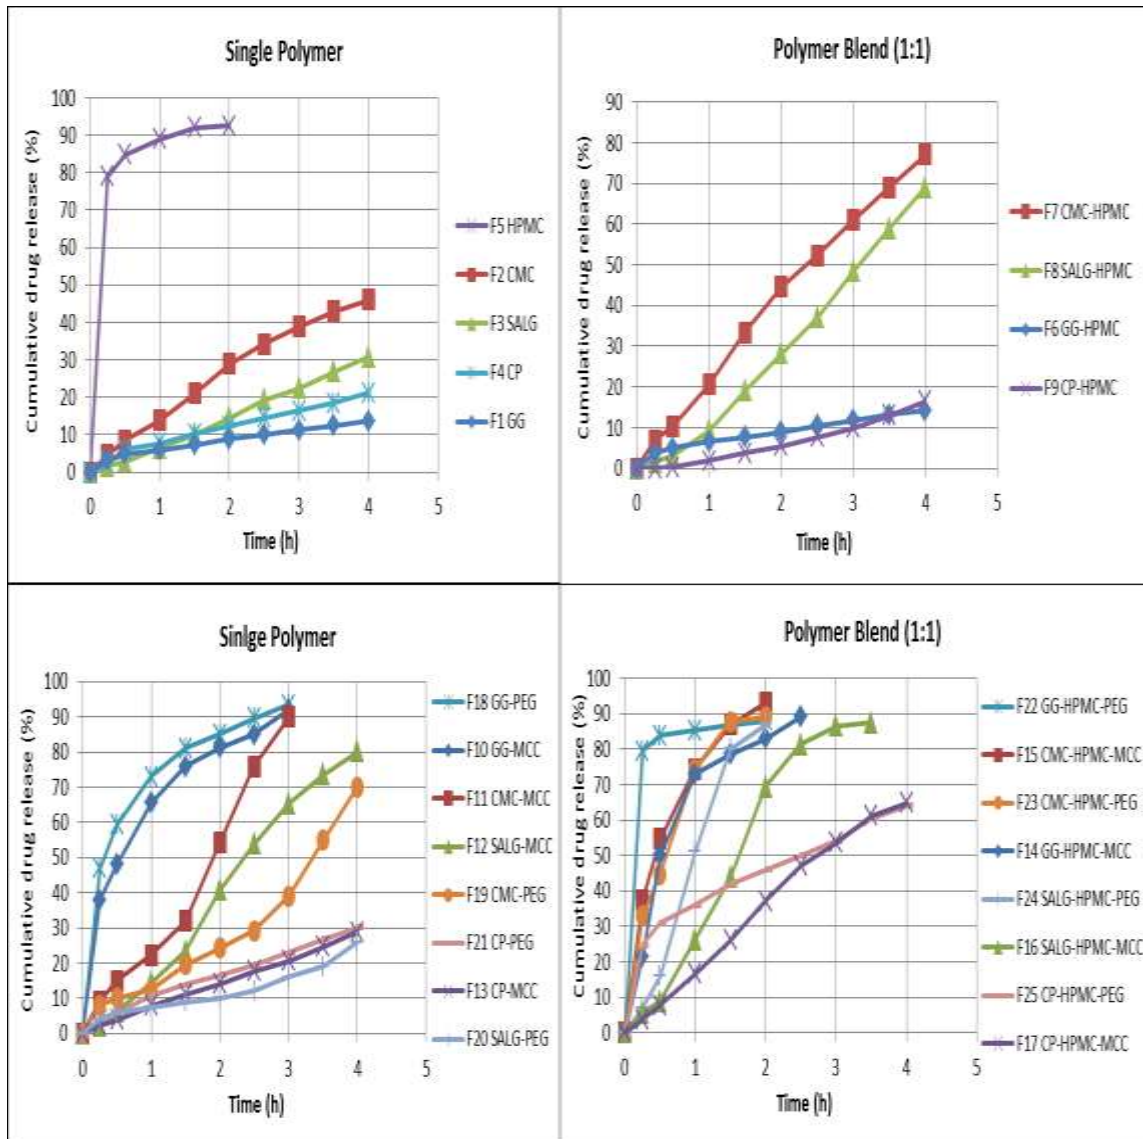 Single Polymer
Cumulative drug release (%)
100
90
80
70
60
50
40
30
20
10
0
0 1 2 3 4 5
Time (h)
F5 HPMC
F2 CMC
F3 SALG
F4 CP
F1 GG
Polymer Blend (1:1)
Cumulative drug release (%)
90
80
70
60
50
40
30
20
10
0
0 1 2 3 4 5
Time (h)
F7 CMC-HPMC
F8 SALG-HPMC
F6 GG-HPMC
F9 CP-HPMC
Sinlge Polymer
Cumulative drug release (%)
100
90
80
70
60
50
40
30
20
10
0
0 1 2 3 4 5
Time (h)
F18 GG-PEG
F10 GG-MCC
F11 CMC-MCC
F12 SALG-MCC
F19 CMC-PEG
F21 CP-PEG
F13 CP-MCC
F20 SALG-PEG
Polymer Blend (1:1)
Cumulative drug release (%)
100
90
80
70
60
50
40
30
20
10
0
0 1 2 3 4 5
Time (h)
F22 GG-HPMC-PEG
F15 CMC-HPMC-MCC
F23 CMC-HPMC-PEG
F14 GG-HPMC-MCC
F24 SALG-HPMC-PEG
F16 SALG-HPMC-MCC
F25 CP-HPMC-PEG
F17 CP-HPMC-MCC